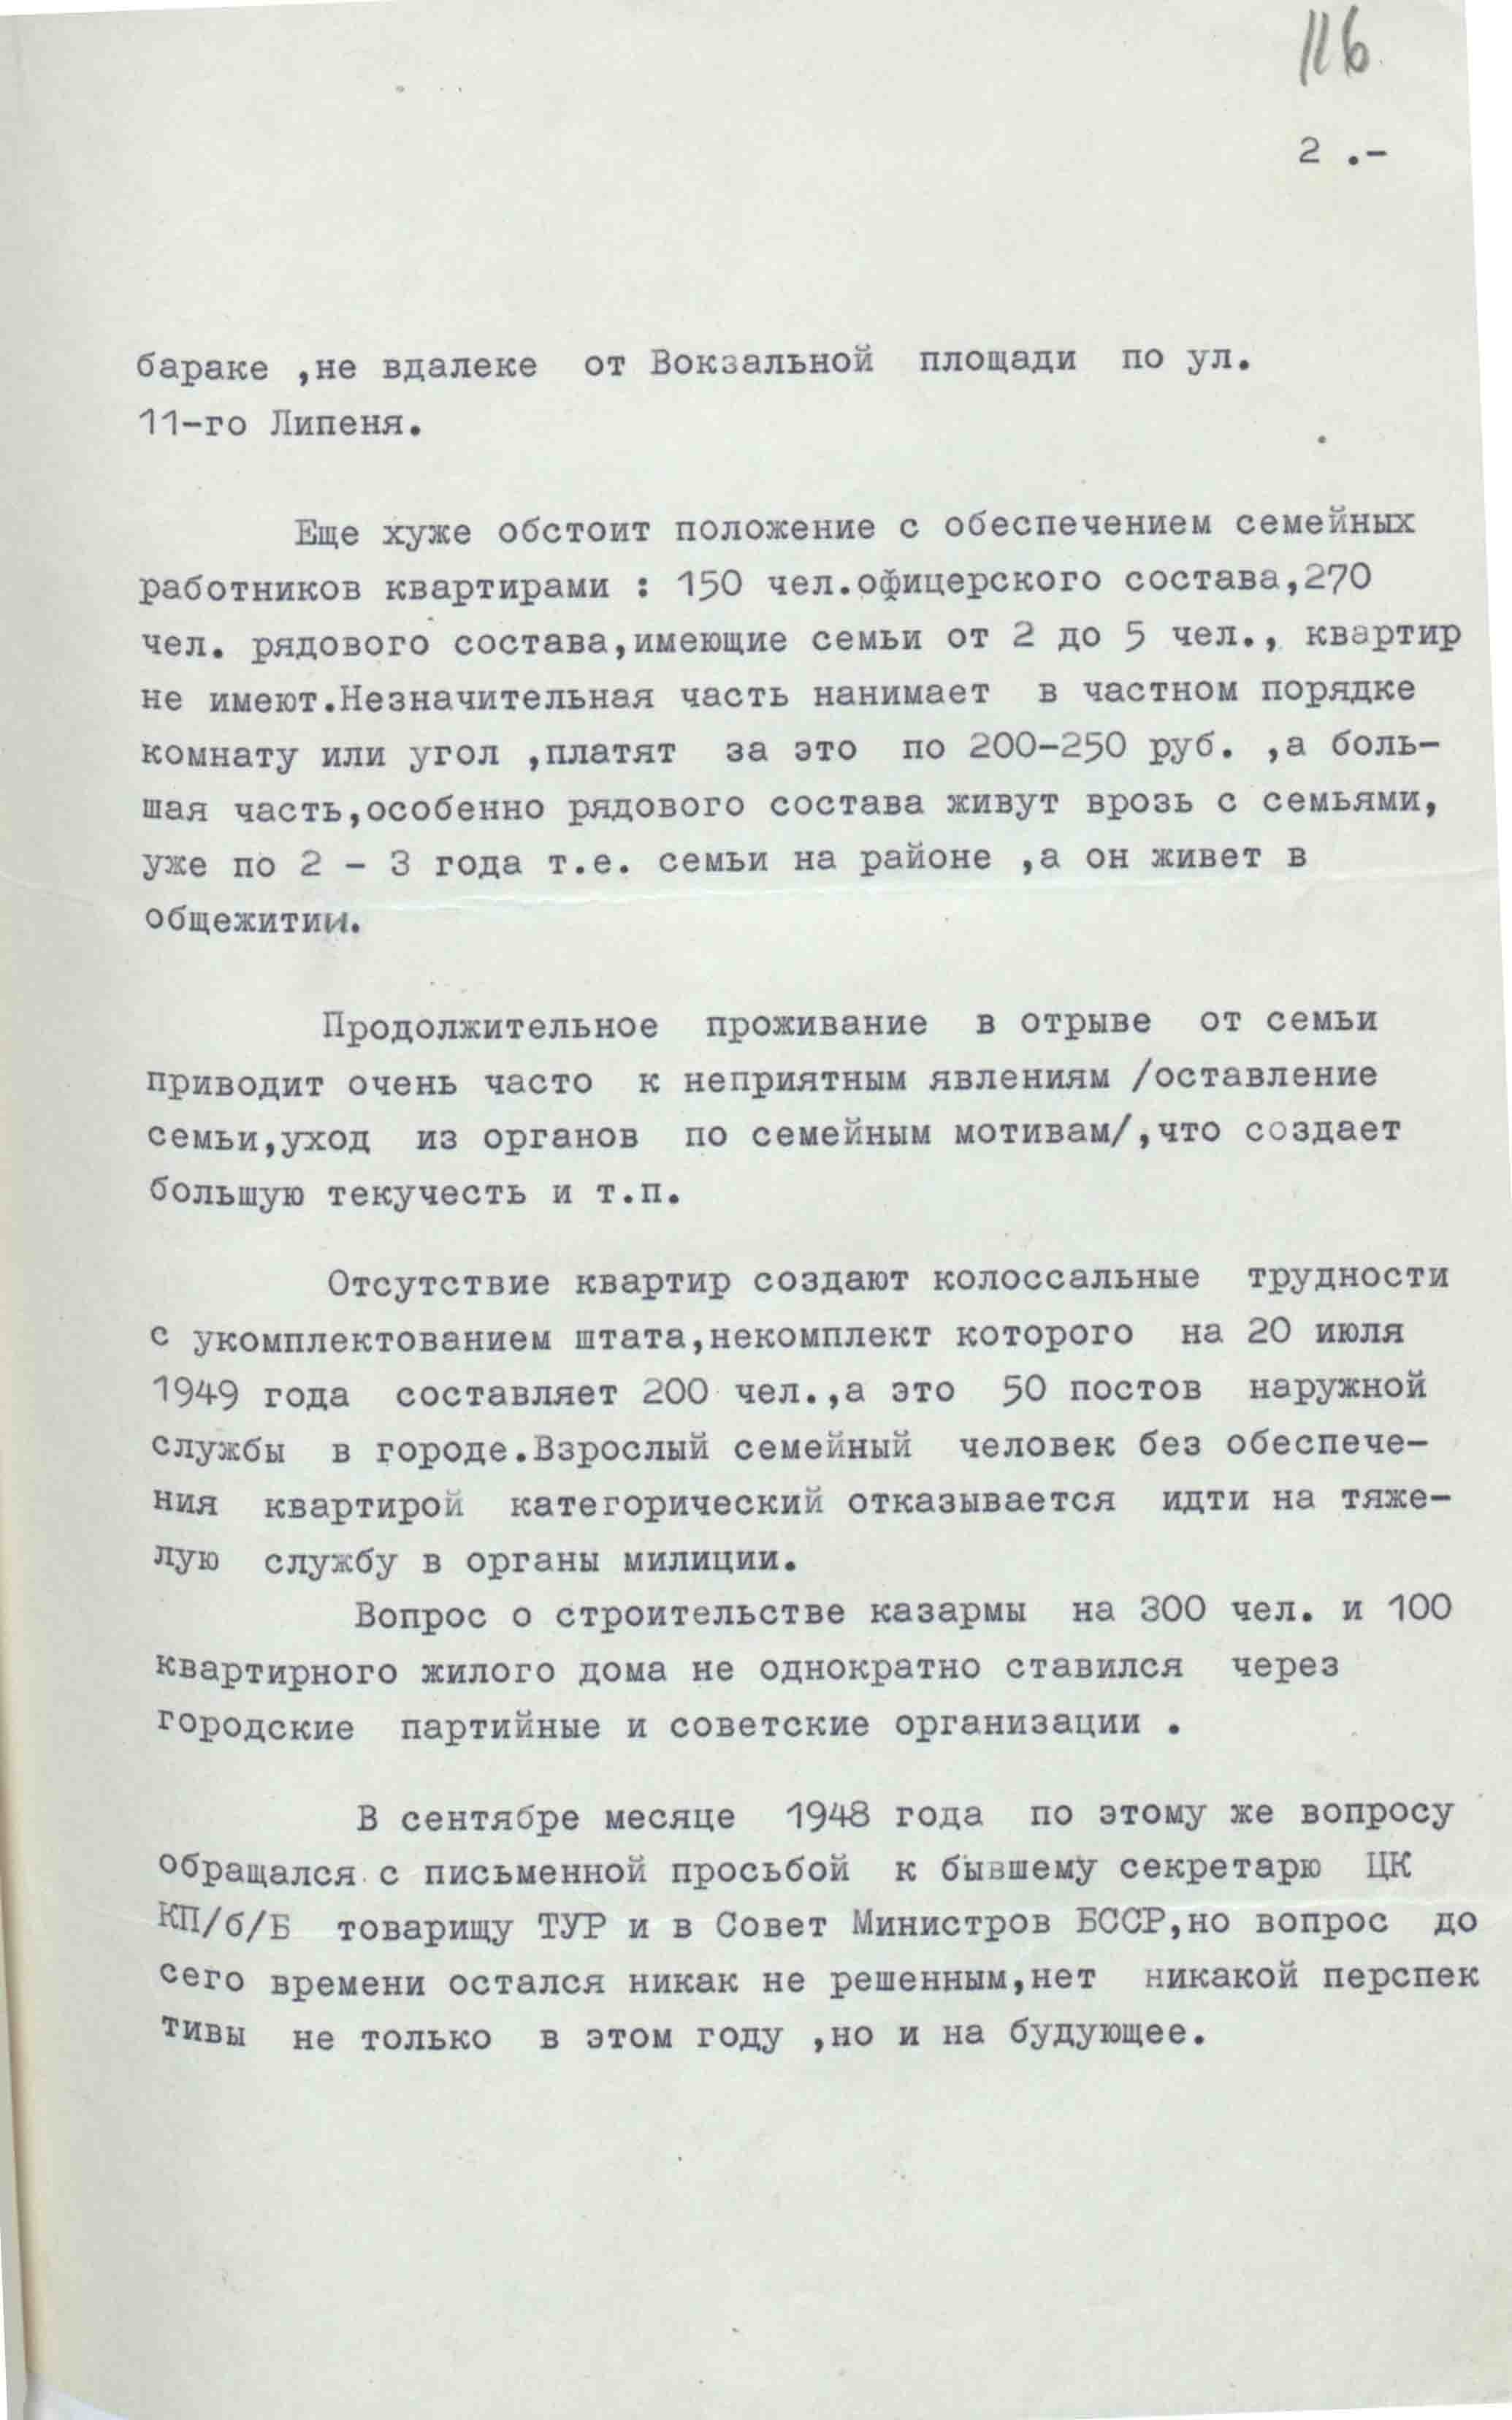 116
2 .-
бараке ,не вдалеке от Вокзальной площади по ул.
11-го Липеня.
Еще хуже обстоит положение с обеспечением семейных
работников квартирами : 150 чел.офицерского состава,270
чел. рядового состава,имеющие семьи от 2 до 5 чел., квартир
не имеют.Незначительная часть нанимает в частном порядке
комнату или угол ,платят за это по 200-250 руб. ,а боль-
шая часть,особенно рядового состава живут врозь с семьями,
уже по 2 - 3 года т.е. семьи на районе ,а он живет в
общежитии.
Продолжительное проживание в отрыве от семьи
приводит очень часто к неприятным явлениям /оставление
семьи,уход из органов по семейным мотивам/,что создает
большую текучесть и т.п.
Отсутствие квартир создают колоссальные трудности
с укомплектованием штата,некомплект которого на 20 июля
1949 года составляет 200 чел.,а это 50 постов наружной
службы в городе.Взрослый семейный человек без обеспече-
ния квартирой категорический отказывается идти на тяже-
лую службу в органы милиции.
Вопрос о строительстве казармы на 300 чел. и 100
квартирного жилого дома не однократно ставился через
городские партийные и советские организации .
В сентябре месяце 1948 года по этому же вопросу
обращался с письменной просьбой к бывшему секретарю ЦК
КП/б/Б товарищу ТУР и в Совет Министров БССР,но вопрос до
сего времени остался никак не решенным,нет никакой перспек
тивы не только в этом году ,но и на будующее.